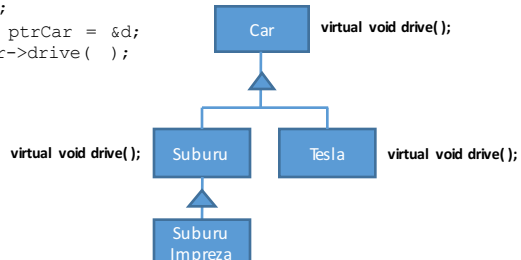 ;
ptrCar = &d;
r->drive( );
Car
virtual void drive( );
virtual void drive( );
Suburu
Tesla
virtual void drive( );
Suburu
Impreza